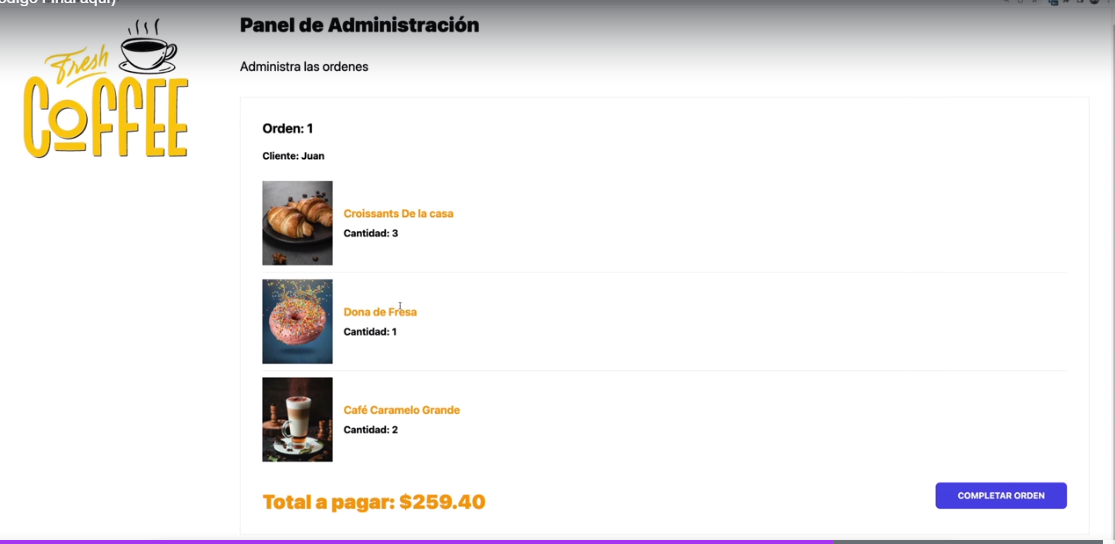 Panel de Administración
Fresh
COFFEE
Administra las ordenes
Orden: 1
Cliente: Juan
Croissants De la casa
Cantidad: 3
Dona de Fresa
Cantidad: 1
Café Caramelo Grande
Cantidad: 2
Total a pagar: $259.40
COMPLETAR ORDEN